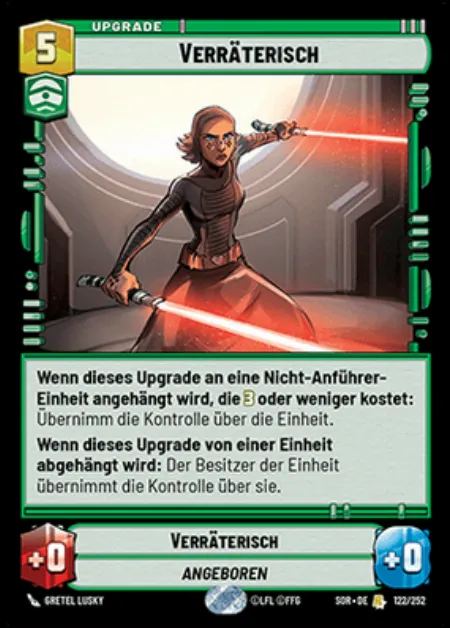 UPGRADE
5
VERRÄTERISCH
Wenn dieses Upgrade an eine Nicht-Anführer-
Einheit angehängt wird, die 3 oder weniger kostet:
Übernimm die Kontrolle über die Einheit.
Wenn dieses Upgrade von einer Einheit
abgehängt wird: Der Besitzer der Einheit
übernimmt die Kontrolle über sie.
+0
VERRÄTERISCH
+0
ANGEBOREN
GRETEL LUSKY
©LFL ©FFG
SOR • DE
122/252